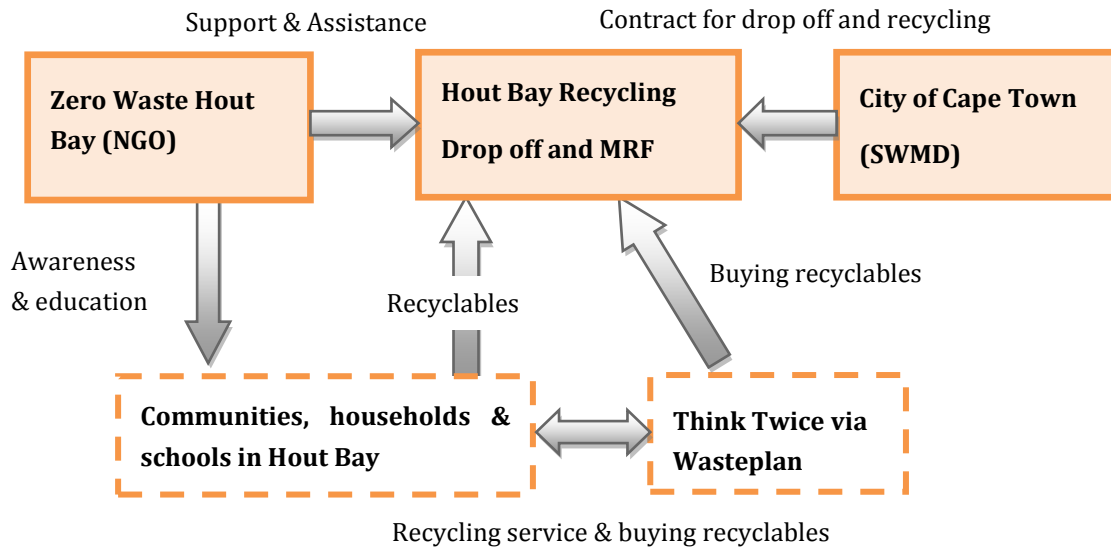 Support & Assistance
Contract for drop off and recycling
Zero Waste Hout
Bay (NGO)
Hout Bay Recycling
Drop off and MRF
City of Cape Town
(SWMD)
Awareness
& education
Recyclables
Buying recyclables
Communities, households &
schools in Hout Bay
Think Twice via
Wasteplan
Recycling service & buying recyclables